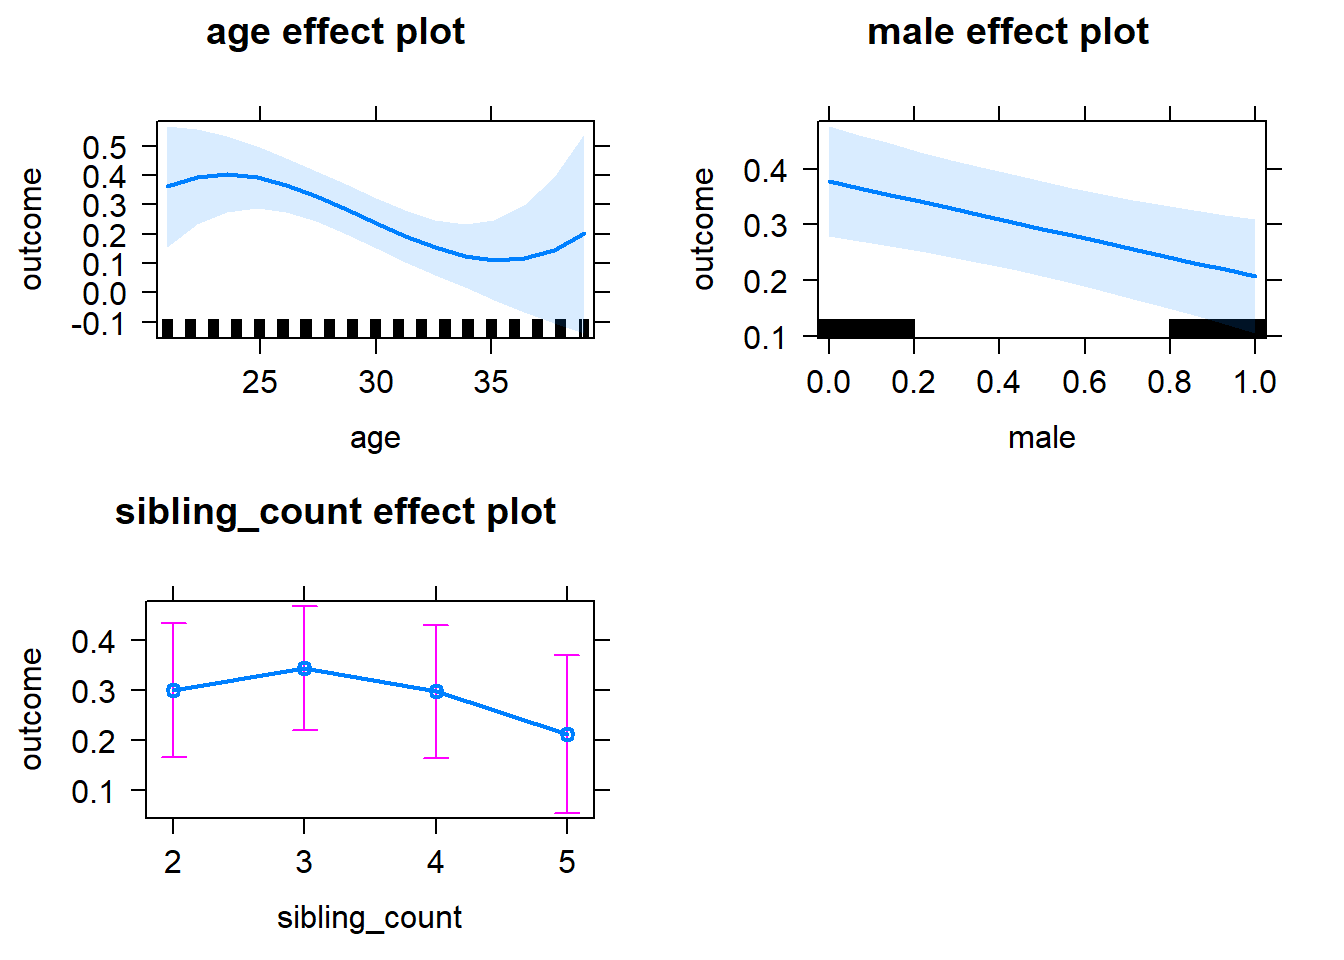 age effect plot
outcome
0.5
0.4
0.3
0.2
0.1
0.0
-0.1
25 30 35
age
male effect plot
outcome
0.4
0.3
0.2
0.1
0.0 0.2 0.4 0.6 0.8 1.0
male
sibling_count effect plot
outcome
0.4
0.3
0.2
0.1
2 3 4 5
sibling_count